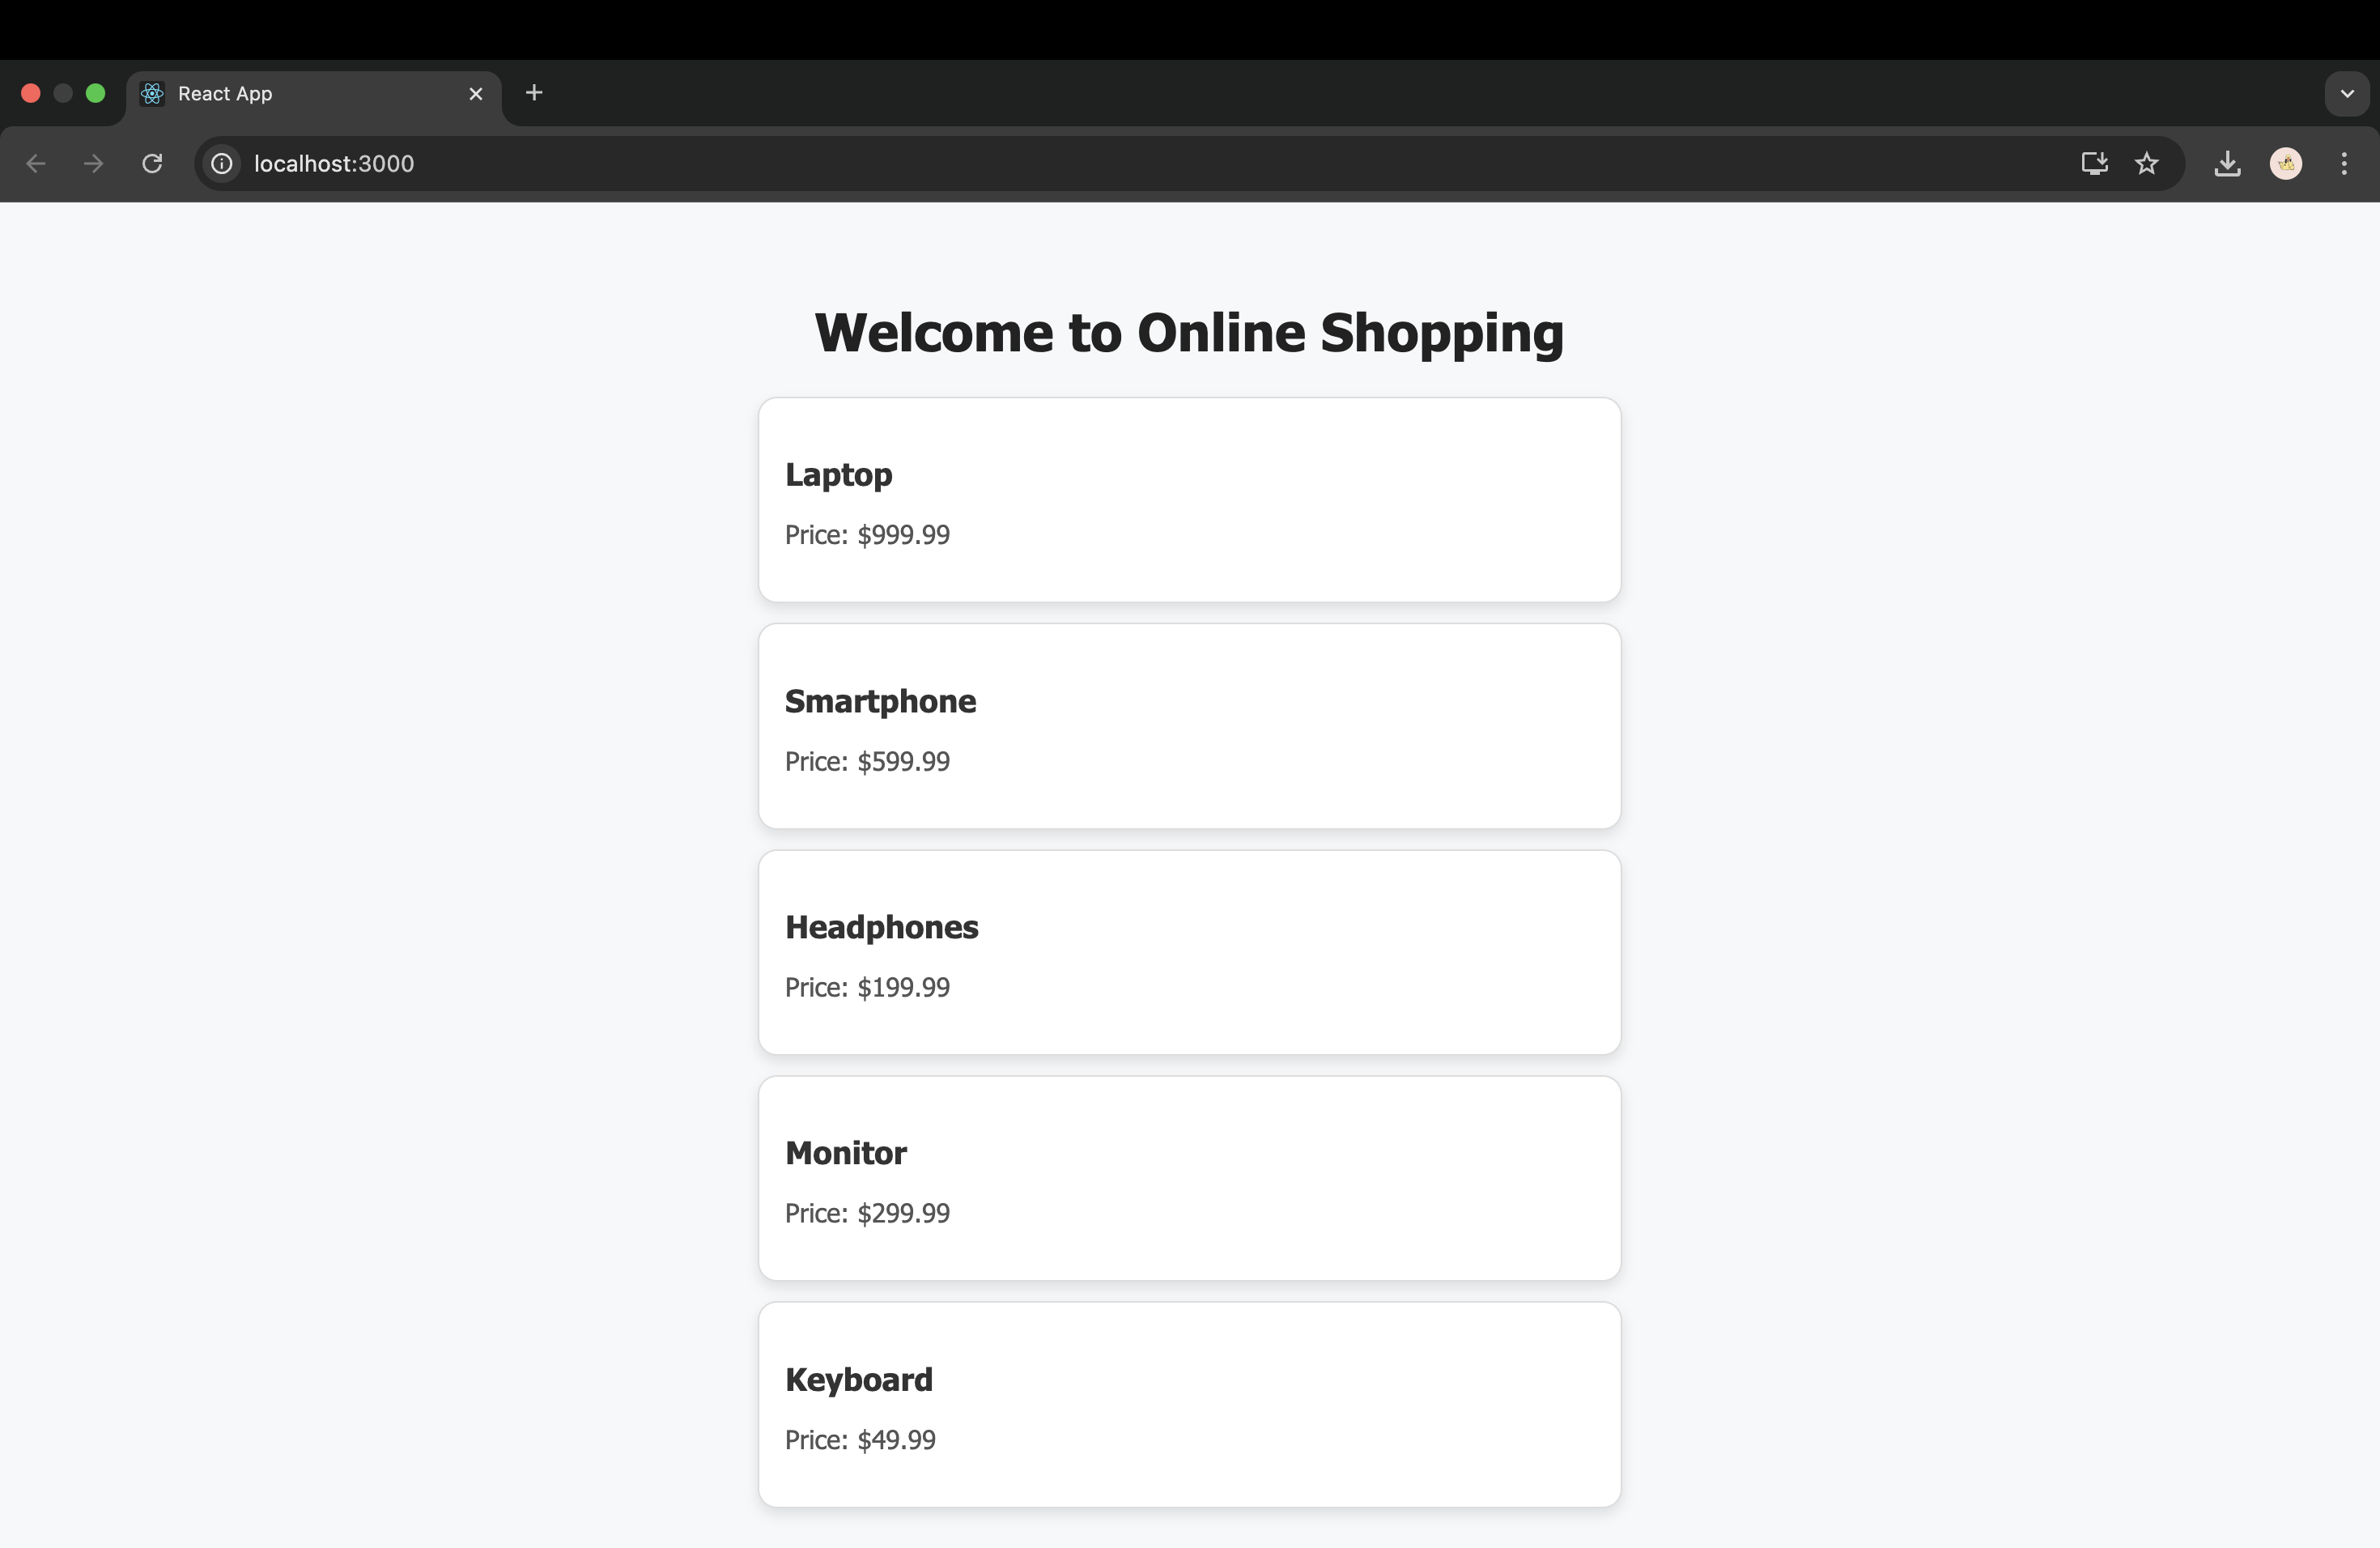 React App
localhost:3000
Welcome to Online Shopping
Laptop
Price: $999.99
Smartphone
Price: $599.99
Headphones
Price: $199.99
Monitor
Price: $299.99
Keyboard
Price: $49.99